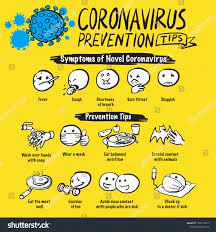 CORONAVIRUS
PREVENTION
TIPS
Symptoms of Novel Coronavirus
Fever
Cough
Shortness of
breath
Sore throat
Sluggish
Prevention Tips
Wash your hands
with soap
Wear a mask
Eat balanced
nutrition
Careful contact
with animals
Eat the meat
well
Exercise
often
Avoid close contact
with people who are sick
Check up
to a doctor if sick
shutterstock